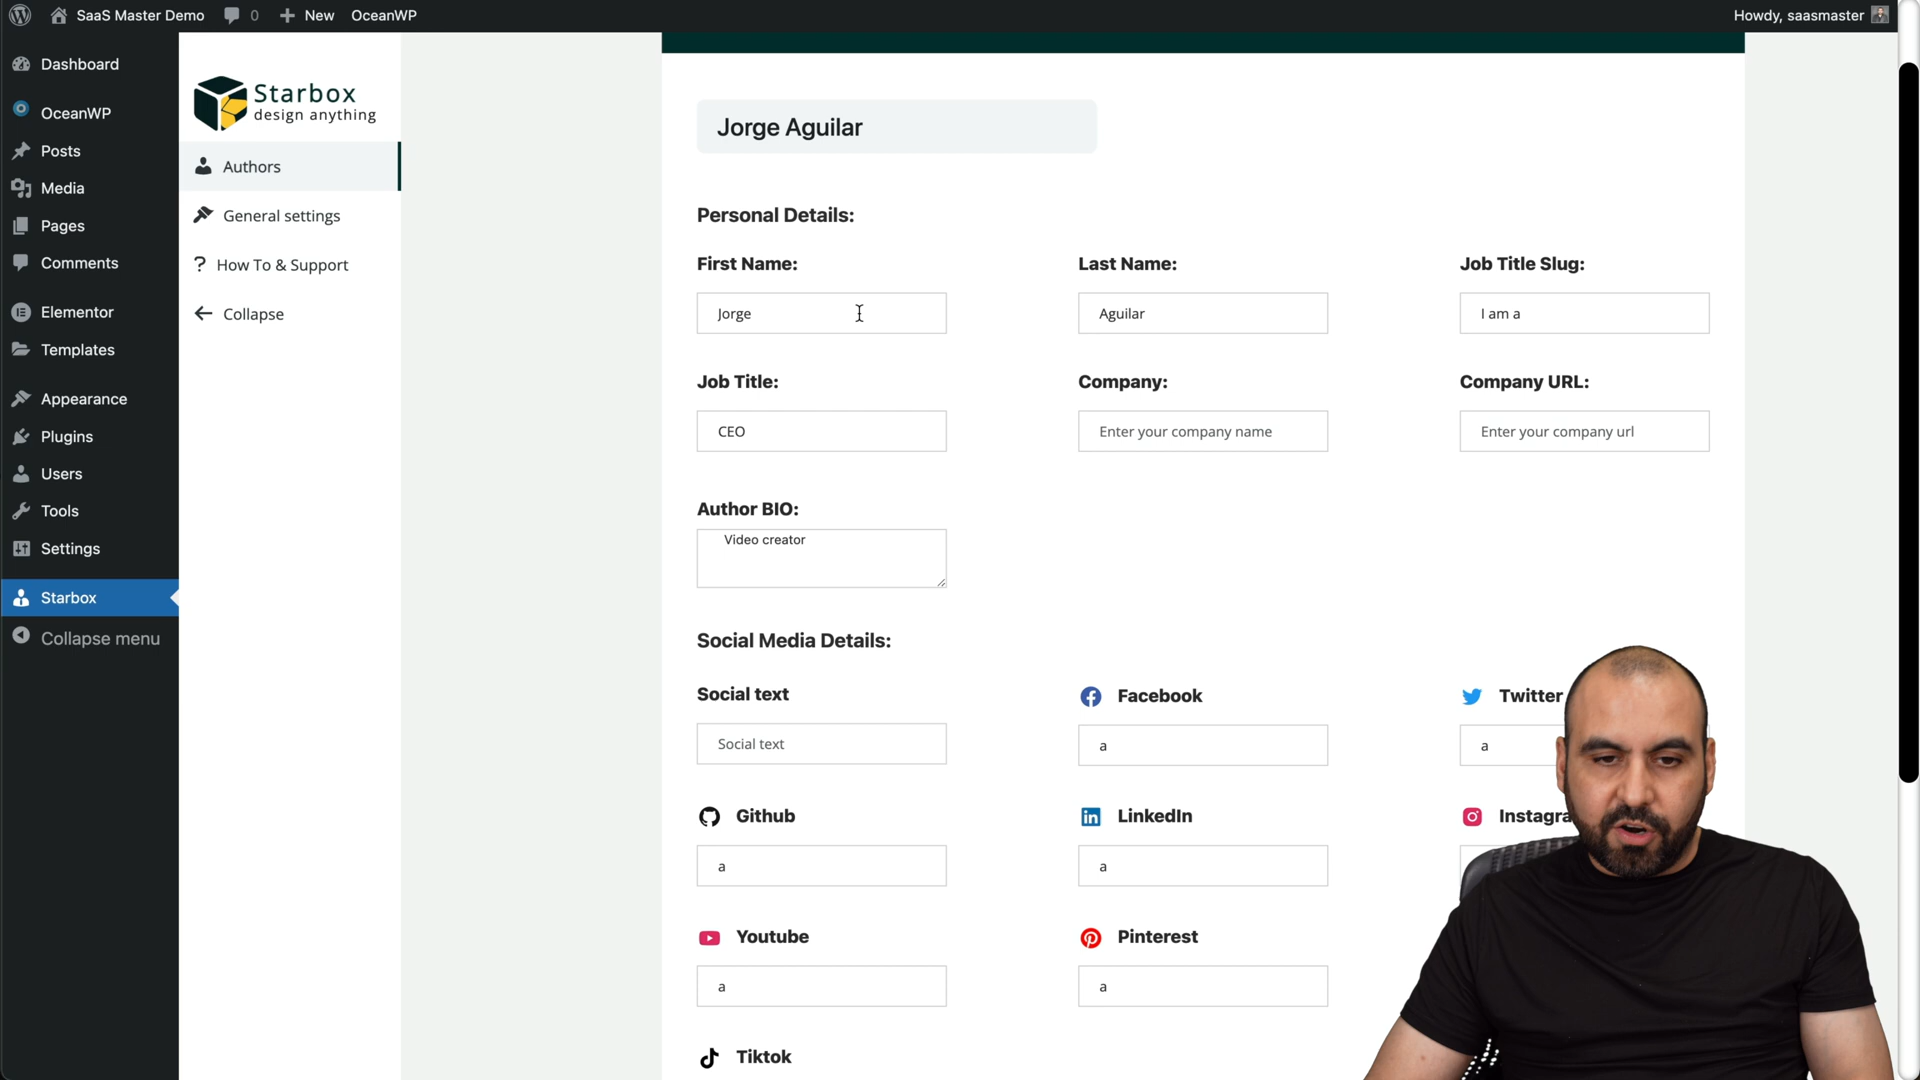 SaaS Master Demo 0 New OceanWP Howdy, saasmaster
Dashboard
OceanWP
Posts
Media
Pages
Comments
Elementor
Templates
Appearance
Plugins
Users
Tools
Settings
Starbox
Collapse menu
Starbox
design anything
Authors
General settings
? How To & Support
Collapse
Jorge Aguilar
Personal Details:
First Name: Last Name: Job Title Slug:
Jorge Aguilar I am a
Job Title: Company: Company URL:
CEO Enter your company name Enter your company url
Author BIO:
Video creator
Social Media Details:
Social text Facebook Twitter
Social text a a
Github LinkedIn Instagra
a a
Youtube Pinterest
a a
Tiktok